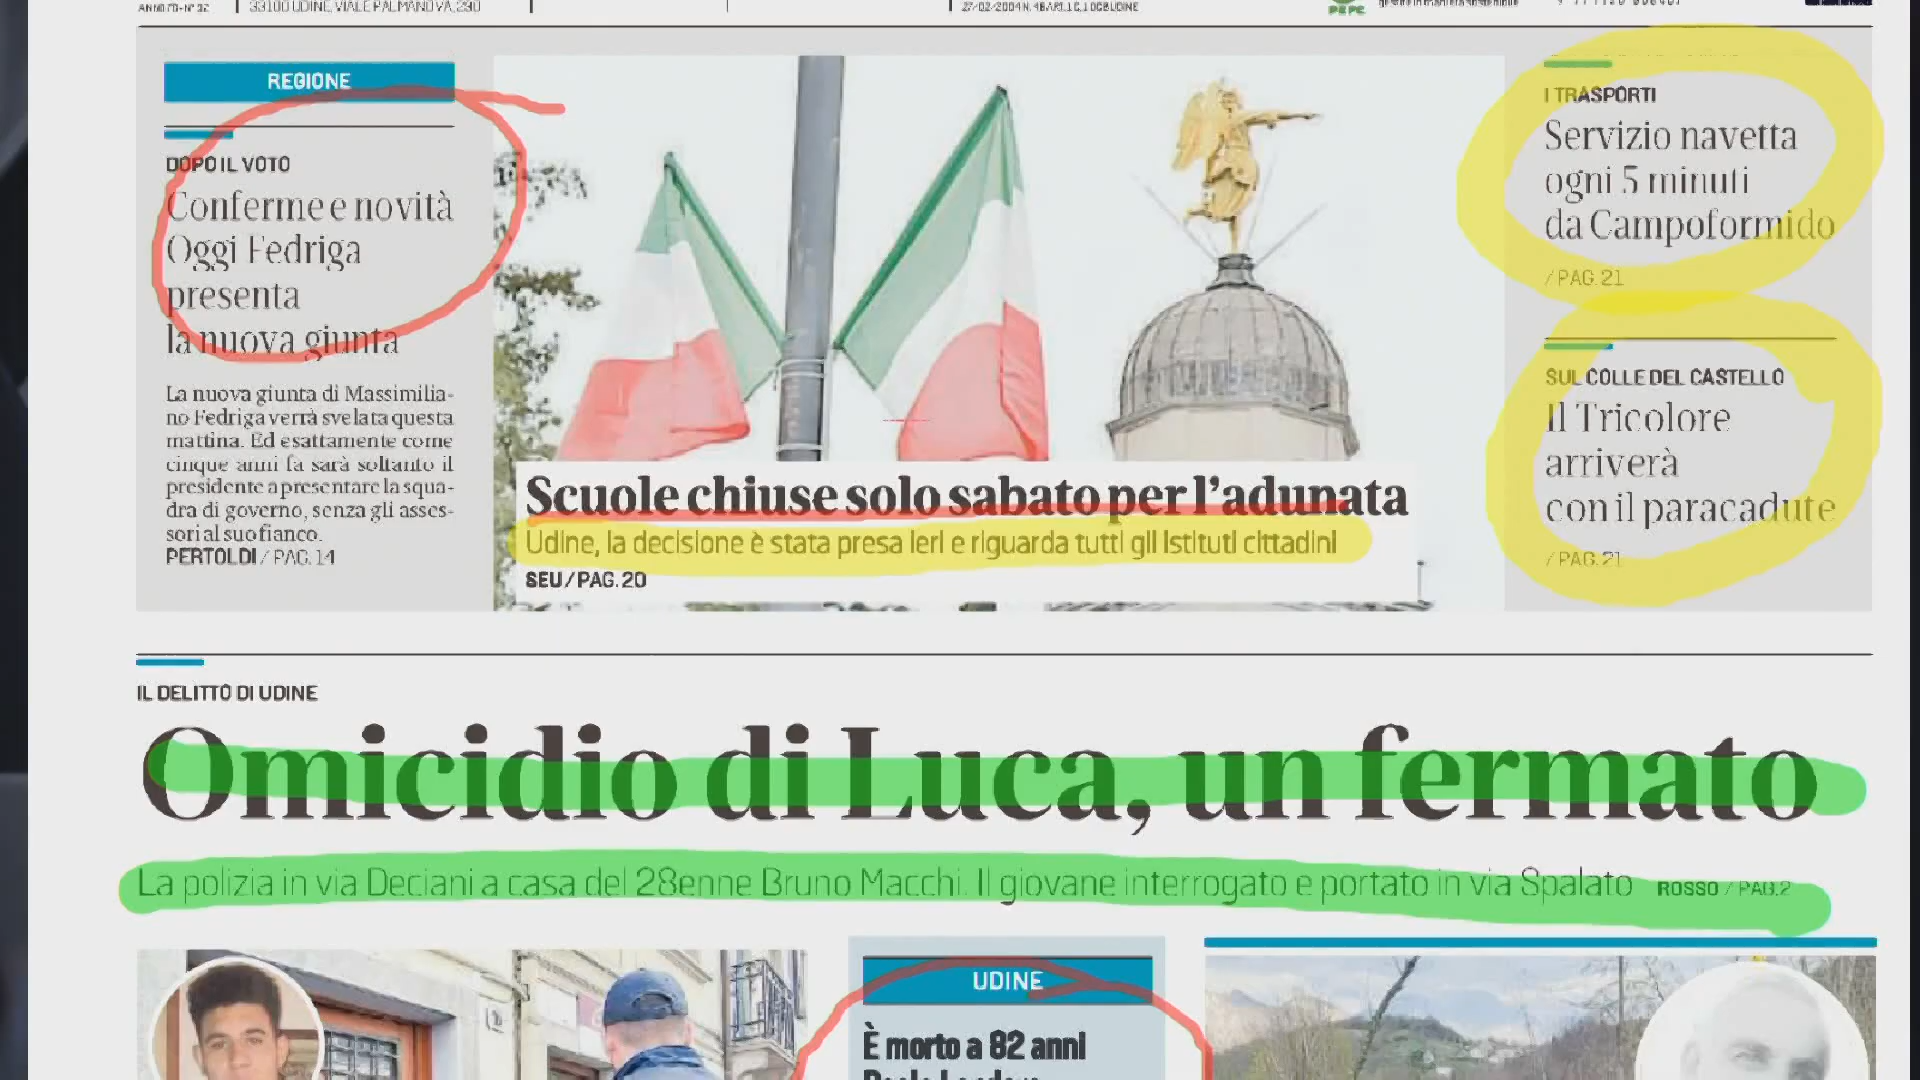 33100 UDINE, VIALE PALMANOVA, 290
REGIONE
DOPO IL VOTO
Conferme e novità
Oggi Fedriga
presenta
la nuova giunta
La nuova giunta di Massimilia-
no Fedriga verrà svelata questa
mattina. Ed esattamente come
cinque anni fa sarà soltanto il
presidente a presentare la squa-
dra di governo, senza gli asses-
sori al suo fianco.
PERTOLDI / PAG. 14
Scuole chiuse solo sabato per l'adunata
Udine, la decisione è stata presa ieri e riguarda tutti gli istituti cittadini
SEU / PAG. 20
I TRASPORTI
Servizio navetta
ogni 5 minuti
da Campoformido
/ PAG. 21
SUL COLLE DEL CASTELLO
Il Tricolore
arriverà
con il paracadute
/ PAG. 21
IL DELITTO DI UDINE
Omicidio di Luca, un fermato
La polizia in via Deciani a casa del 28enne Bruno Macchi. Il giovane interrogato e portato in via Spalato ROSSO / PAG. 2
UDINE
È morto a 82 anni